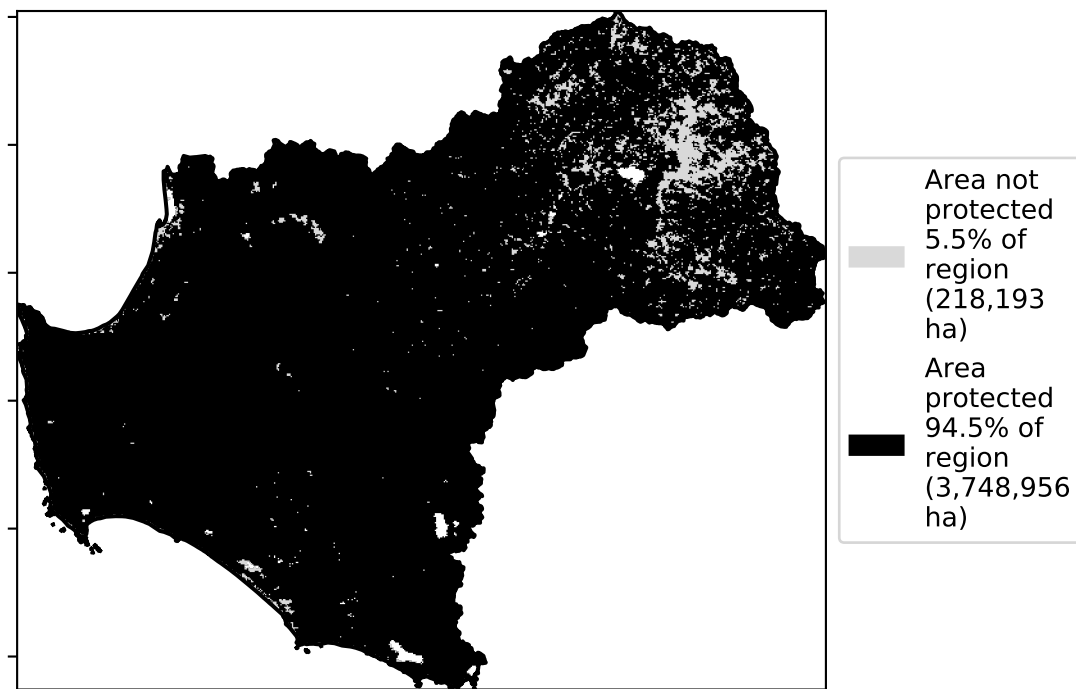 Area not
protected
5.5% of
region
(218,193
ha)
Area
protected
94.5% of
region
(3,748,956
ha)